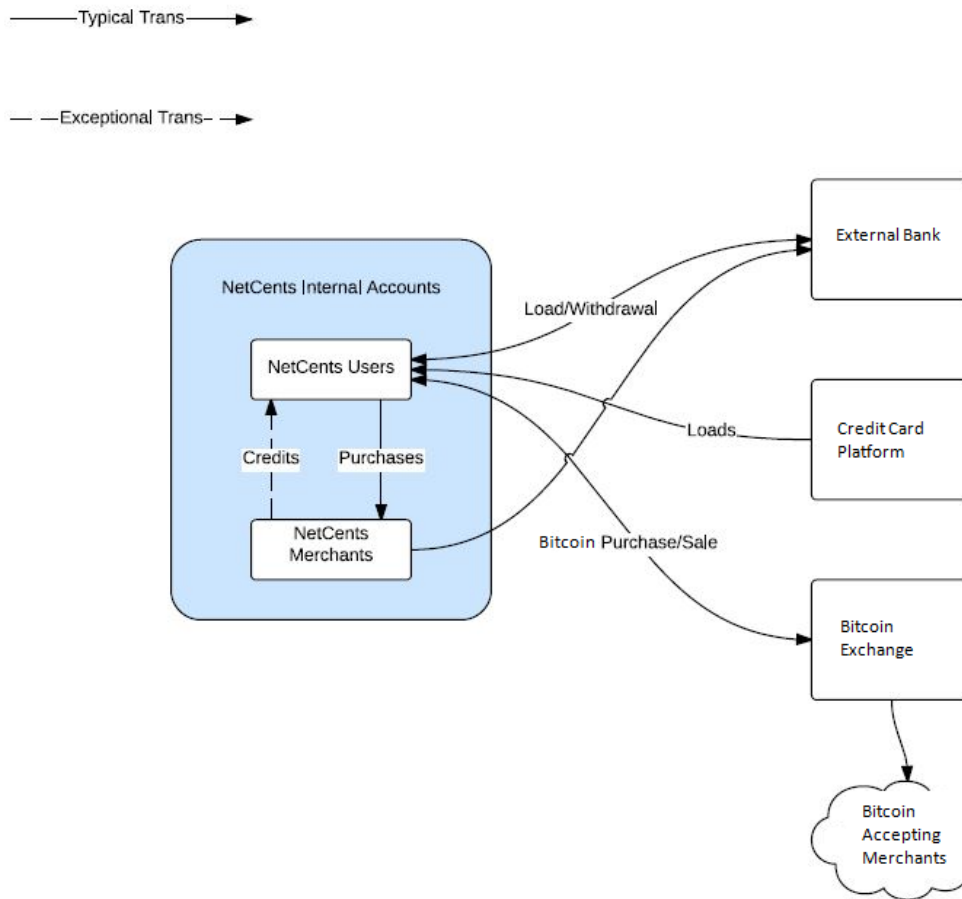 Typical Trans
Exceptional Trans
External Bank
NetCents Internal Accounts
Load/Withdrawal
NetCents Users
Loads
Credit Card
Platform
Credits
Purchases
NetCents
Merchants
Bitcoin Purchase/Sale
Bitcoin
Exchange
Bitcoin
Accepting
Merchants